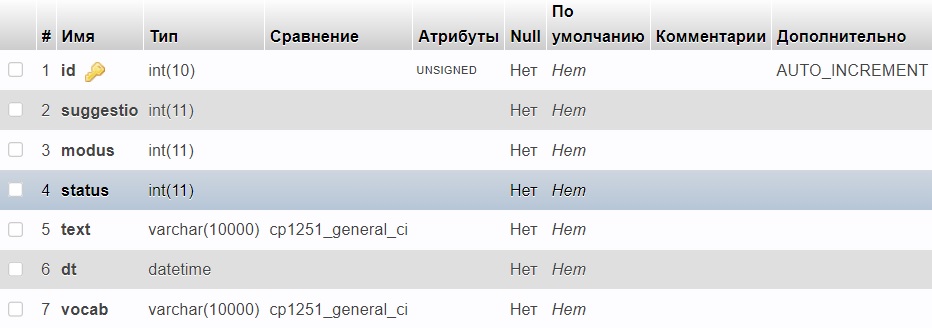 # Имя Тип Сравнение Атрибуты Null По умолчанию Комментарии Дополнительно
1 id int(10) UNSIGNED Нет Нет AUTO_INCREMENT
2 suggestio int(11) Нет Нет
3 modus int(11) Нет Нет
4 status int(11) Нет Нет
5 text varchar(10000) cp1251_general_ci Нет Нет
6 dt datetime Нет Нет
7 vocab varchar(10000) cp1251_general_ci Нет Нет